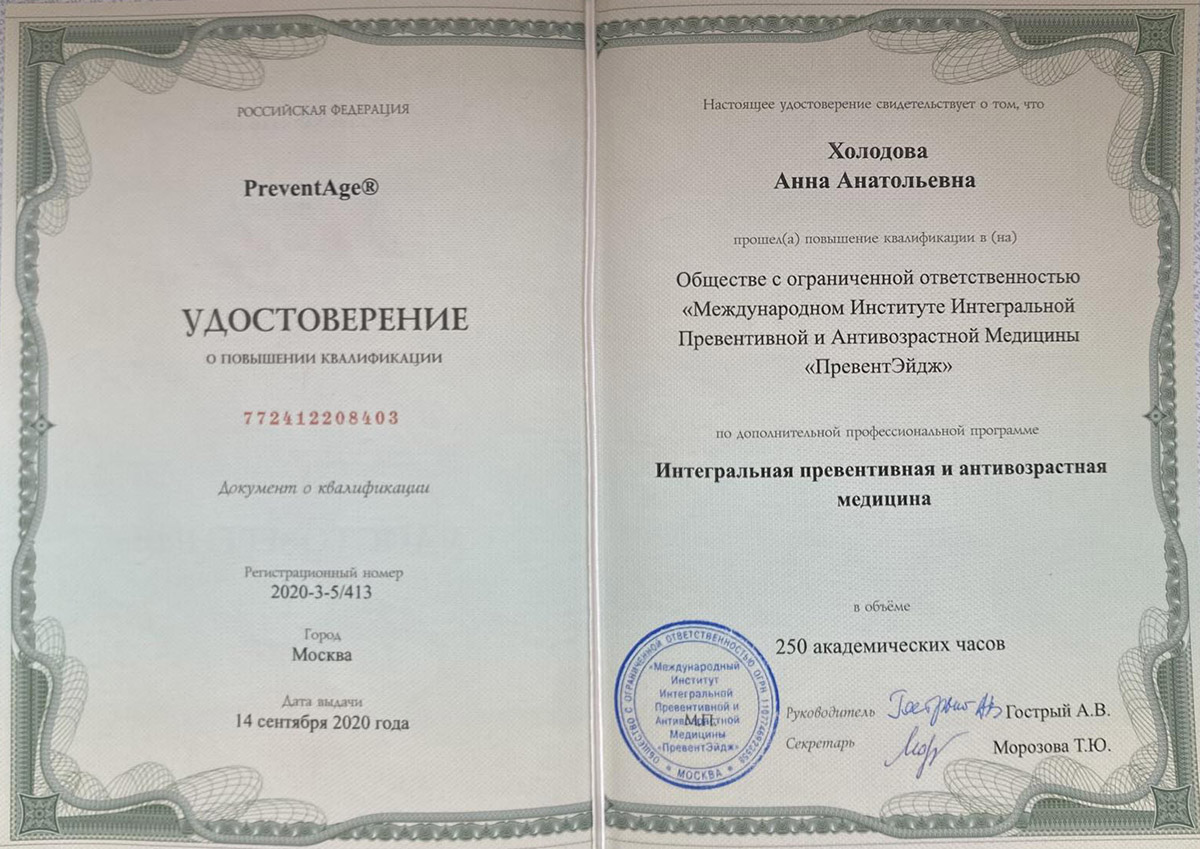 РОССИЙСКАЯ ФЕДЕРАЦИЯ
PreventAge®
УДОСТОВЕРЕНИЕ
О ПОВЫШЕНИИ КВАЛИФИКАЦИИ
772412208403
Документ о квалификации
Регистрационный номер
2020-3-5/413
Город
Москва
Дата выдачи
14 сентября 2020 года
Настоящее удостоверение свидетельствует о том, что
Холодова
Анна Анатольевна
прошел(а) повышение квалификации в (на)
Обществе с ограниченной ответственностью
«Международном Институте Интегральной
Превентивной и Антивозрастной Медицины
«ПревентЭйдж»
по дополнительной профессиональной программе
Интегральная превентивная и антивозрастная
медицина
в объёме
250 академических часов
Руководитель Гострый А.В.
Секретарь Морозова Т.Ю.
М.П.
ОБЩЕСТВО С ОГРАНИЧЕННОЙ ОТВЕТСТВЕННОСТЬЮ ОГРН
* МОСКВА *
«Международный
Институт
Интегральной
Превентивной и
Антивозрастной
Медицины
«ПревентЭйдж»